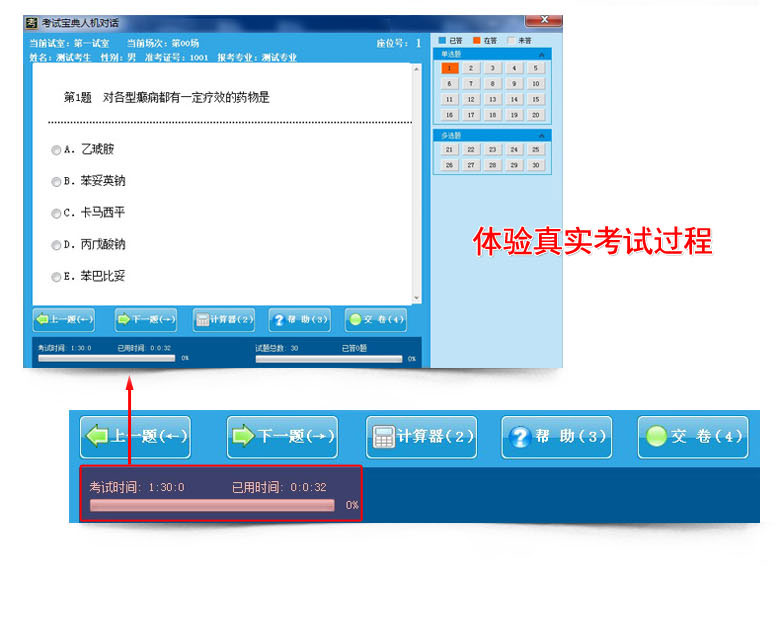 考试宝典人机对话
当前试室：第一试室 当前场次：第00场 座位号： 1
姓名：测试考生 性别：男 准考证号：1001 报考专业：测试专业
第1题 对各型癫痫都有一定疗效的药物是
A. 乙琥胺
B. 苯妥英钠
C. 卡马西平
D. 丙戊酸钠
E. 苯巴比妥
上一题(←) 下一题(→) 计算器(2) 帮 助(3) 交 卷(4)
考试时间: 1:30:0 已用时间: 0:0:32 试题总数: 30 已答0题
0% 0%
已答 在答 未答
单选题
1 2 3 4 5
6 7 8 9 10
11 12 13 14 15
16 17 18 19 20
多选题
21 22 23 24 25
26 27 28 29 30
体验真实考试过程
上一题(←) 下一题(→) 计算器(2) 帮 助(3) 交 卷(4)
考试时间: 1:30:0 已用时间: 0:0:32
0%